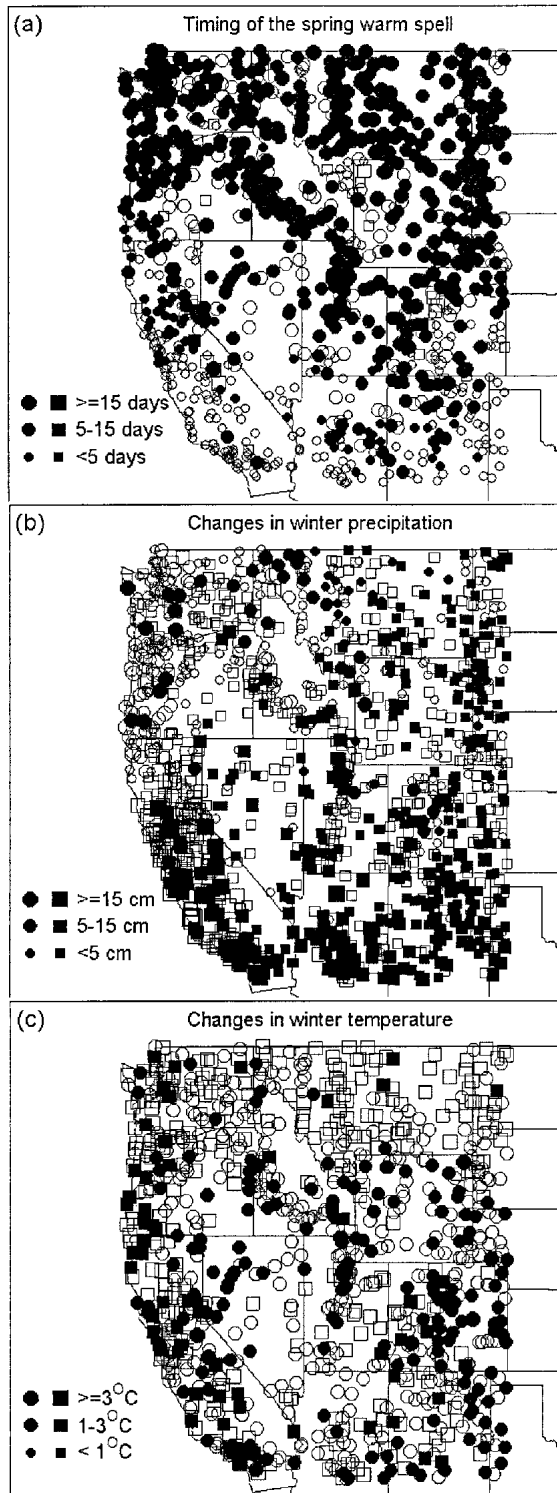 (a) Timing of the spring warm spell
>=15 days
5-15 days
<5 days
(b) Changes in winter precipitation
>=15 cm
5-15 cm
<5 cm
(c) Changes in winter temperature
>=3°C
1-3°C
< 1°C